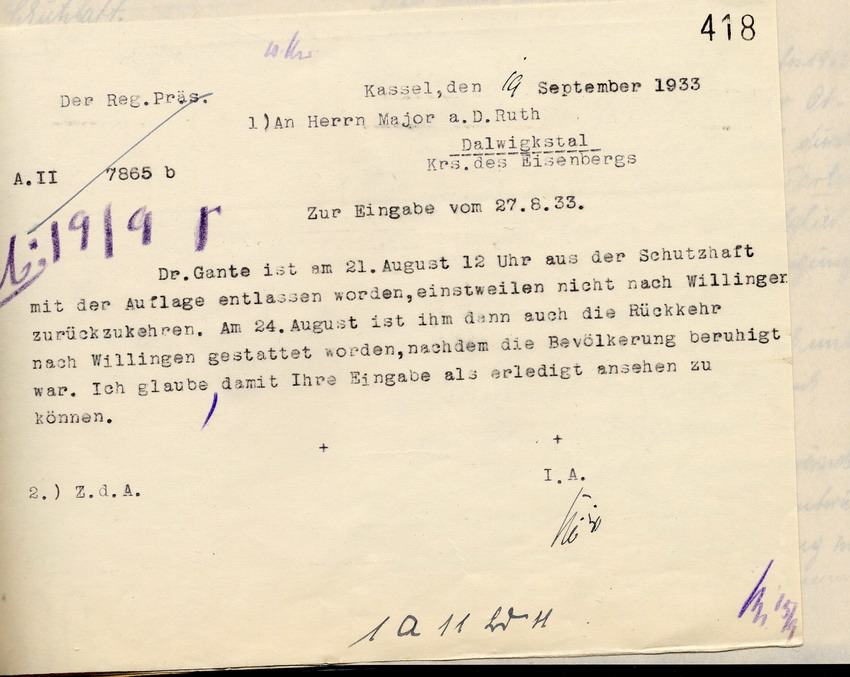 418
Der Reg.Präs.
Kassel,den 19 September 1933
1)An Herrn Major a.D.Ruth
Dalwigkstal
Krs.des Eisenbergs
A.II 7865 b
Zur Eingabe vom 27.8.33.
19/9
Dr.Gante ist am 21.August 12 Uhr aus der Schutzhaft
mit der Auflage entlassen worden,einstweilen nicht nach Willingen
zurückzukehren. Am 24.August ist ihm dann auch die Rückkehr
nach Willingen gestattet worden,nachdem die Bevölkerung beruhigt
war. Ich glaube, damit Ihre Eingabe als erledigt ansehen zu
können.
+ +
2.) Z.d.A.
I.A.
1 A 11